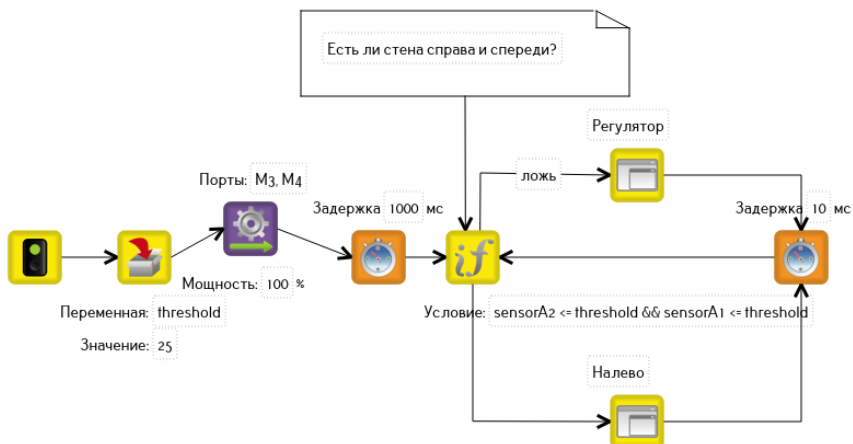 Есть ли стена справа и спереди?
Регулятор
ложь
Порты: M3, M4
Задержка 1000 мс
Задержка 10 мс
if
Мощность: 100 %
Переменная: threshold
Значение: 25
Условие: sensorA2 <= threshold && sensorA1 <= threshold
Налево